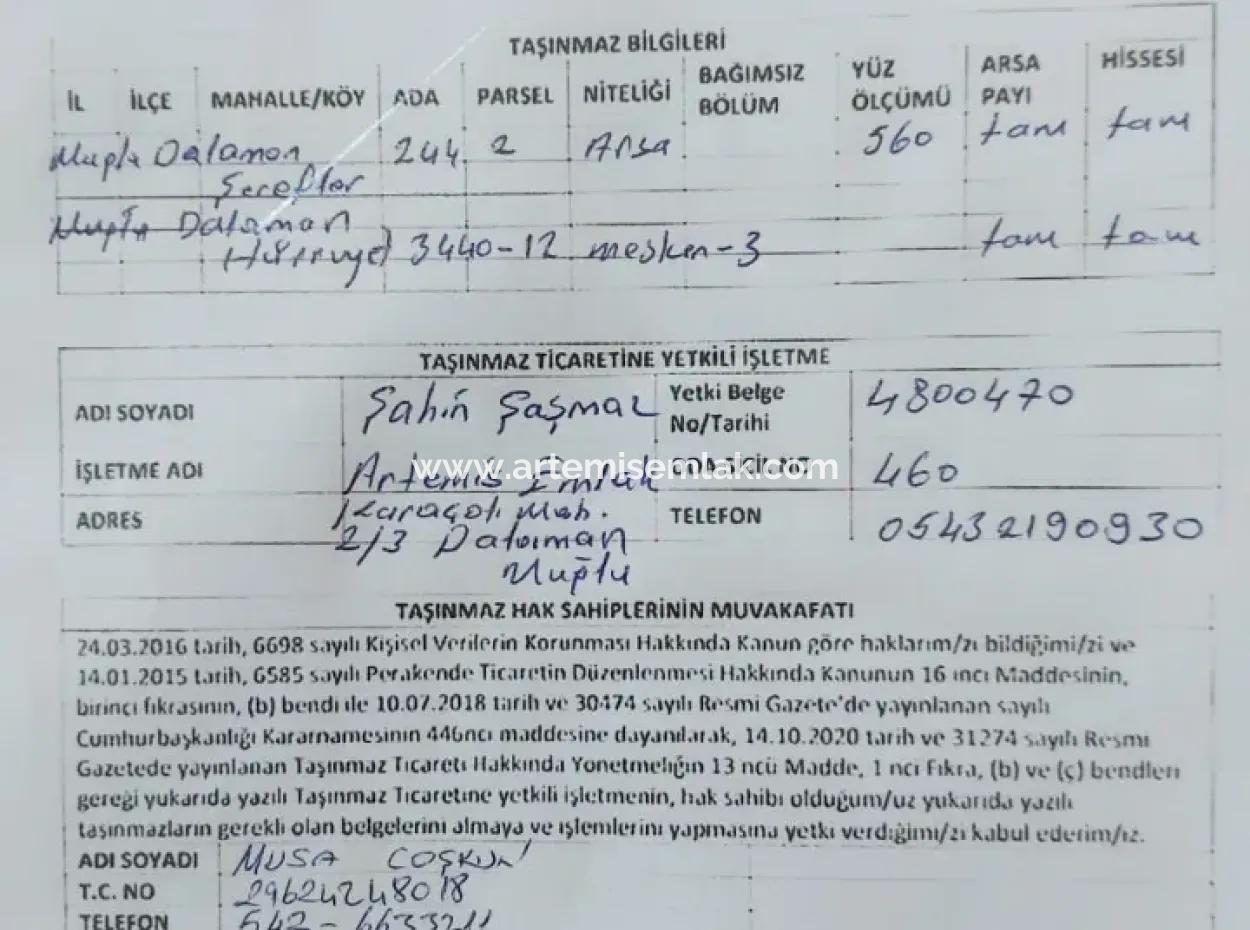 TAŞINMAZ BİLGİLERİ
İL İLÇE MAHALLE/KÖY ADA PARSEL NİTELİĞİ BAĞIMSIZ BÖLÜM YÜZ ÖLÇÜMÜ ARSA PAYI HİSSESİ
Muğla Dalaman 244 2 Arsa 560 tam tam
Şerefler
Muğla Dalaman
Hürriyet 3440-12 mesken-3 tam tam
TAŞINMAZ TİCARETİNE YETKİLİ İŞLETME
ADI SOYADI Şahin Şaşmaz Yetki Belge No/Tarihi 4800470
İŞLETME ADI Artemis Emlak 460
www.artemisemlak.com
ADRES Karaçalı Mah. TELEFON 05432190930
2/3 Dalaman
Muğla
TAŞINMAZ HAK SAHİPLERİNİN MUVAKAFATI
24.03.2016 tarih, 6698 sayılı Kişisel Verilerin Korunması Hakkında Kanun göre haklarım/zı bildiğimi/zi ve
14.01.2015 tarih, 6585 sayılı Perakende Ticaretin Düzenlenmesi Hakkında Kanunun 16 ıncı Maddesinin,
birinci fıkrasının, (b) bendi ile 10.07.2018 tarih ve 30474 sayılı Resmi Gazete'de yayınlanan sayılı
Cumhurbaşkanlığı Kararnamesinin 446ncı maddesine dayanılarak, 14.10.2020 tarih ve 31274 sayılı Resmi
Gazetede yayınlanan Taşınmaz Ticareti Hakkında Yönetmeliğin 13 ncü Madde, 1 nci Fıkra, (b) ve (ç) bendleri
gereği yukarıda yazılı Taşınmaz Ticaretine yetkili işletmenin, hak sahibi olduğum/uz yukarıda yazılı
taşınmazların gerekli olan belgelerini almaya ve işlemlerini yapmasına yetki verdiğimi/zi kabul ederim/iz.
ADI SOYADI MUSA COŞKUN
T.C. NO 29624248018
TELEFON 542-6633211